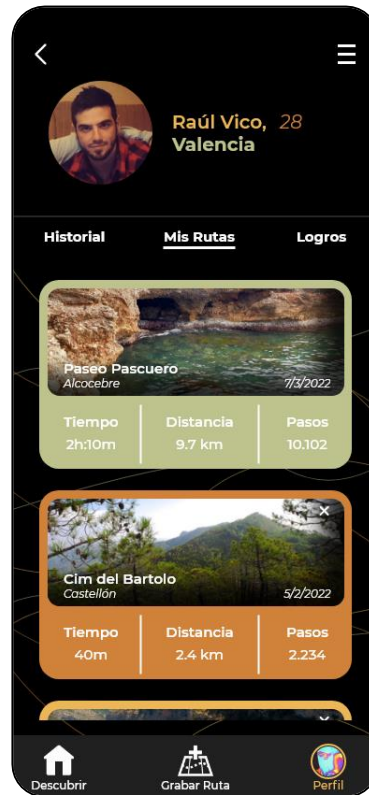 Raúl Vico, 28
Valencia
Historial Mis Rutas Logros
Paseo Pascuero
Alcocebre 7/3/2022
Tiempo Distancia Pasos
2h:10m 9.7 km 10.102
Cim del Bartolo
Castellón 5/2/2022
Tiempo Distancia Pasos
40m 2.4 km 2.234
Descubrir Grabar Ruta Perfil